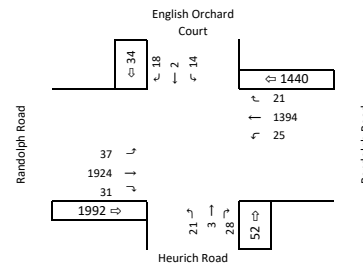 English Orchard
Court
34 ⇩
18 2 14
↲ ↓ ↳
⇦ 1440
↖ 21
← 1394
↙ 25
Randolph Road
37
1924 →
31
1992 ⇨
21 3 28
52 ⇧
Heurich Road